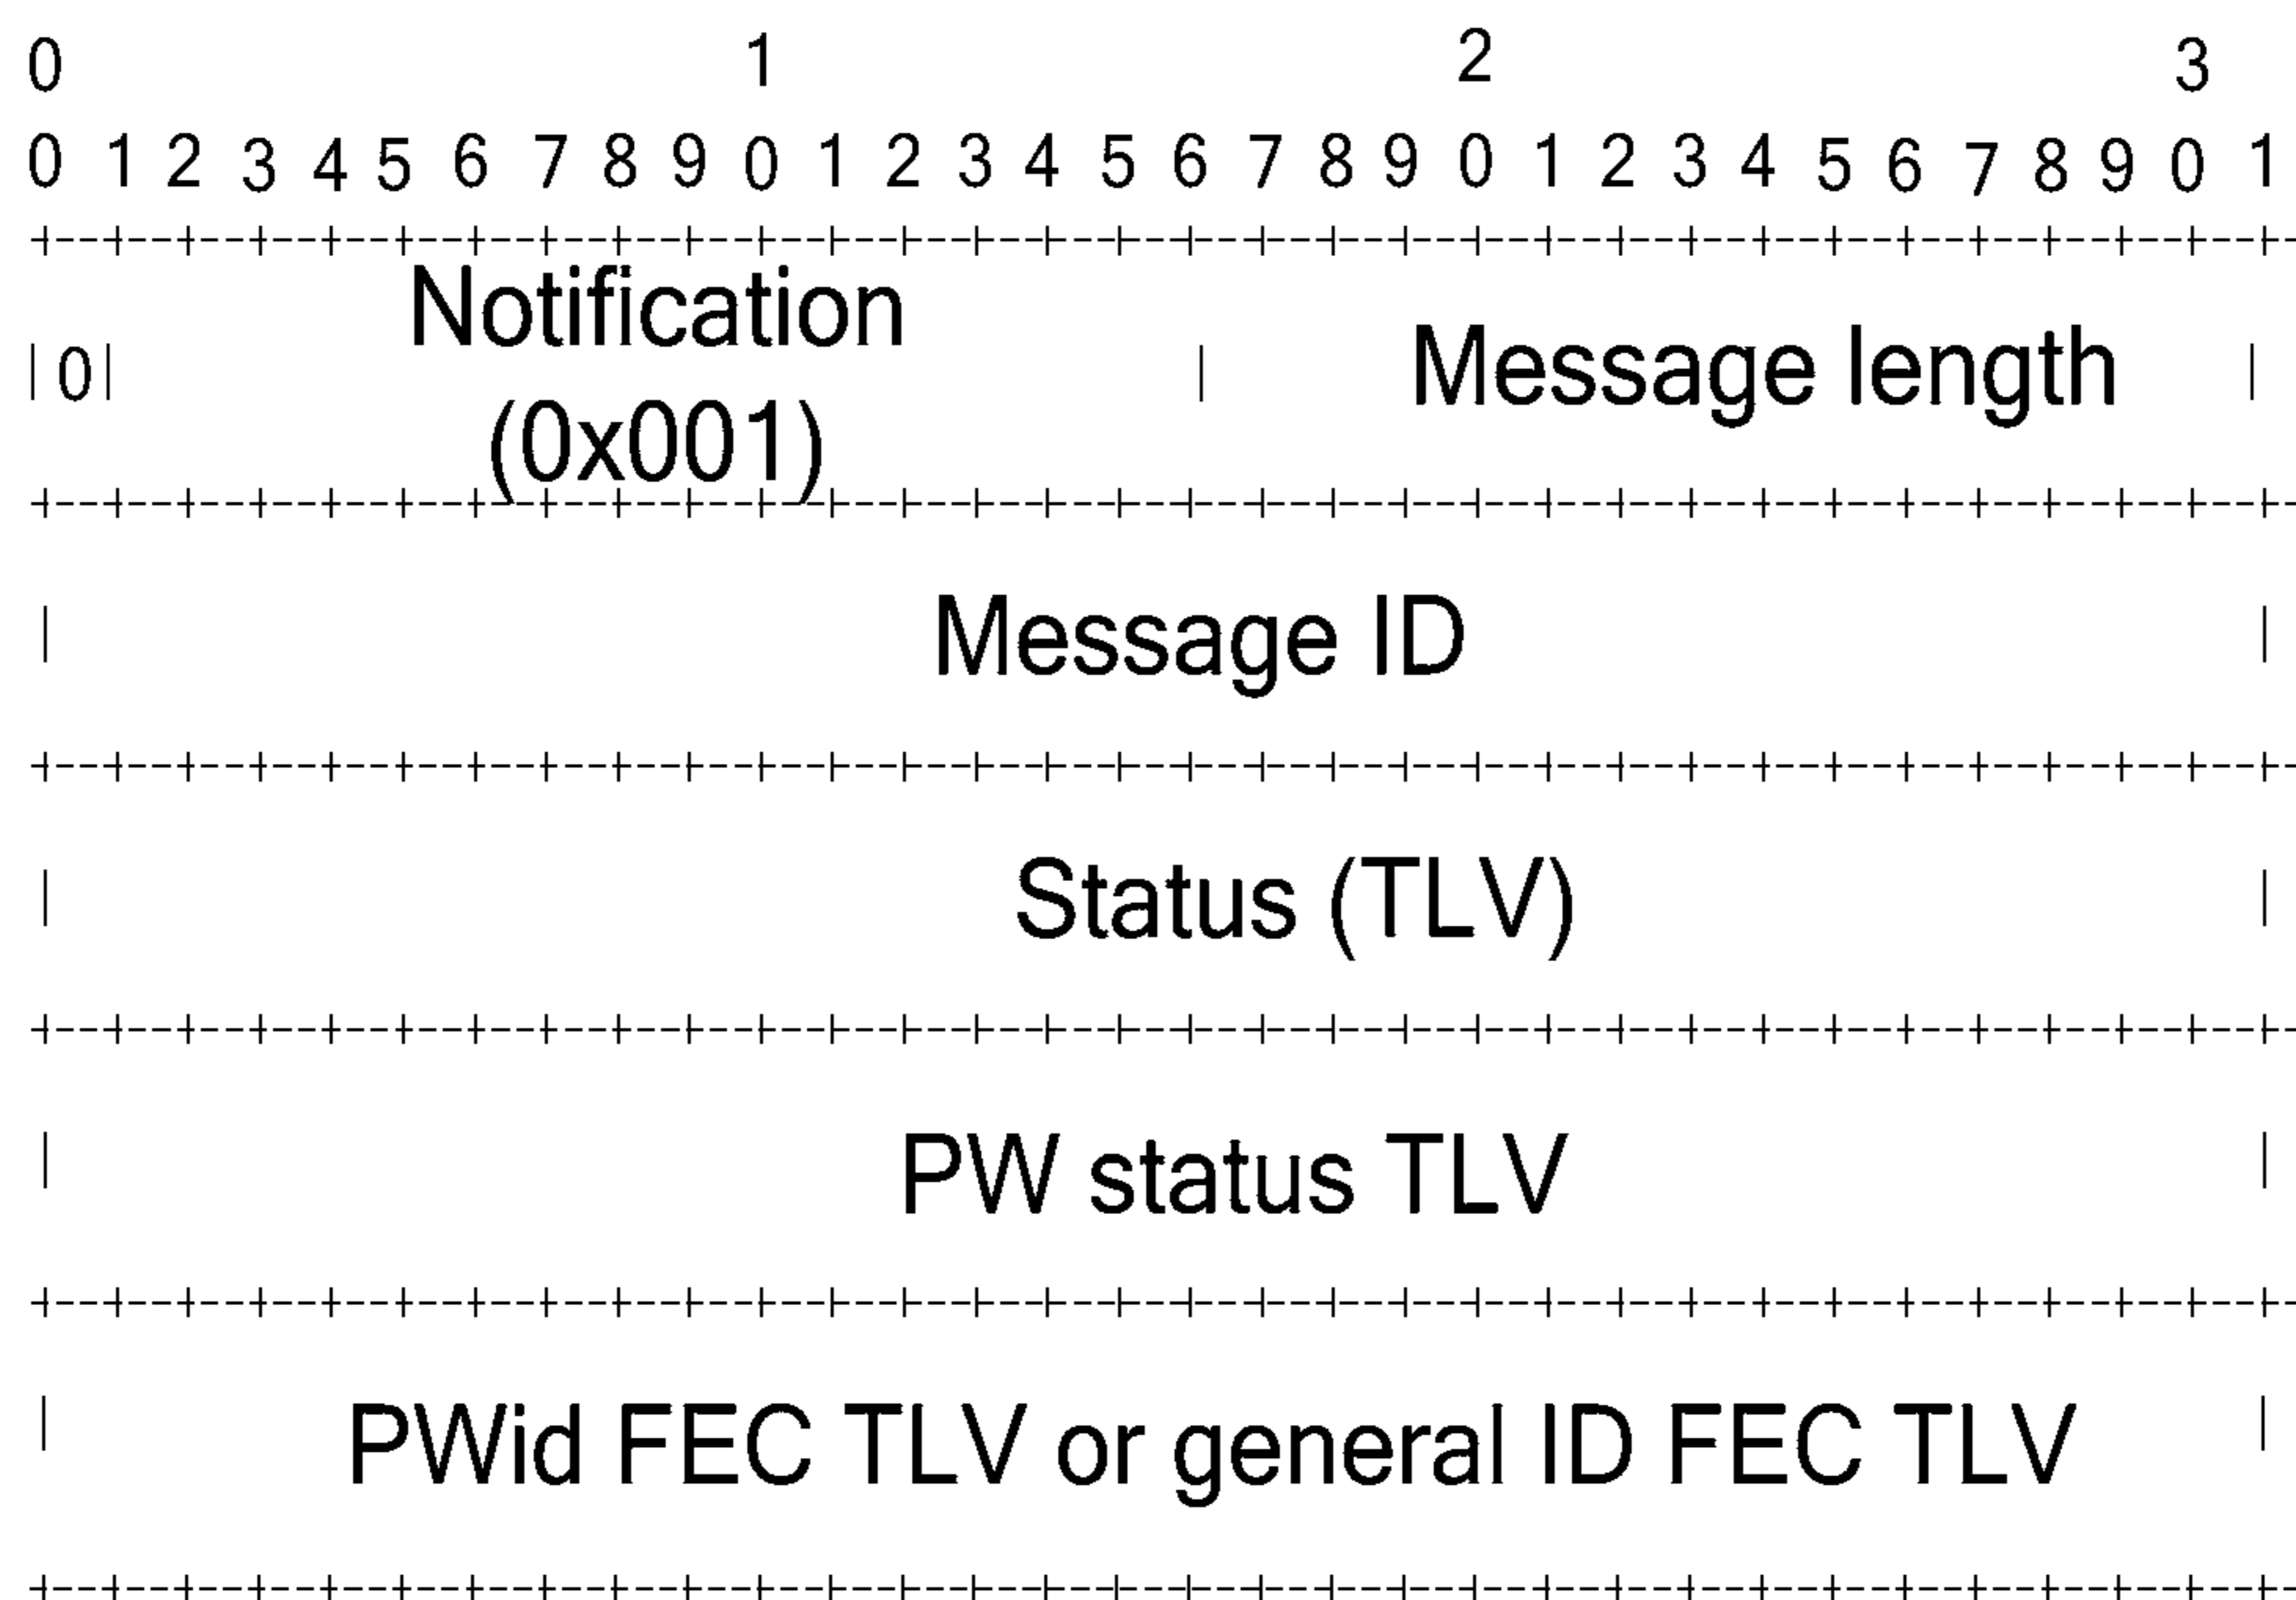 0 1 2 3
0 1 2 3 4 5 6 7 8 9 0 1 2 3 4 5 6 7 8 9 0 1 2 3 4 5 6 7 8 9 0 1
+--+--+--+--+--+--+--+--+--+--+--+--+--+--+--+--+--+--+--+--+--+--+--+--+--+--+--+--+--+--+--+--+-
Notification
|0| | Message length |
(0x001)
+--+--+--+--+--+--+--+--+--+--+--+--+--+--+--+--+--+--+--+--+--+--+--+--+--+--+--+--+--+--+--+--+-
| Message ID |
+--+--+--+--+--+--+--+--+--+--+--+--+--+--+--+--+--+--+--+--+--+--+--+--+--+--+--+--+--+--+--+--+-
| Status (TLV) |
+--+--+--+--+--+--+--+--+--+--+--+--+--+--+--+--+--+--+--+--+--+--+--+--+--+--+--+--+--+--+--+--+-
| PW status TLV |
+--+--+--+--+--+--+--+--+--+--+--+--+--+--+--+--+--+--+--+--+--+--+--+--+--+--+--+--+--+--+--+--+-
| PWid FEC TLV or general ID FEC TLV |
+--+--+--+--+--+--+--+--+--+--+--+--+--+--+--+--+--+--+--+--+--+--+--+--+--+--+--+--+--+--+--+--+-